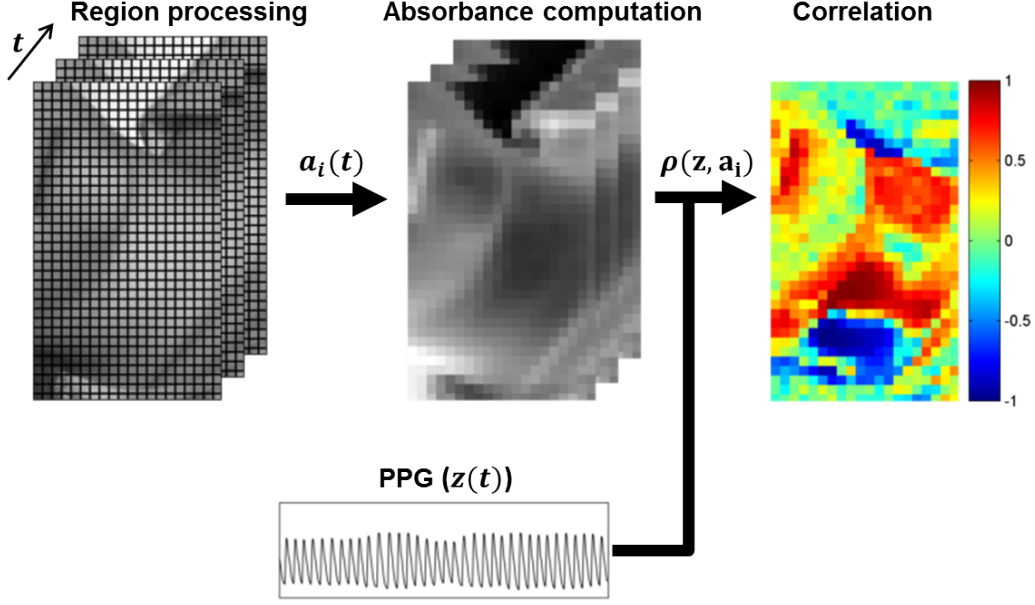 Region processing
Absorbance computation
Correlation
t
a_i(t)
ρ(z, a_i)
1
0.5
0
-0.5
-1
PPG (z(t))